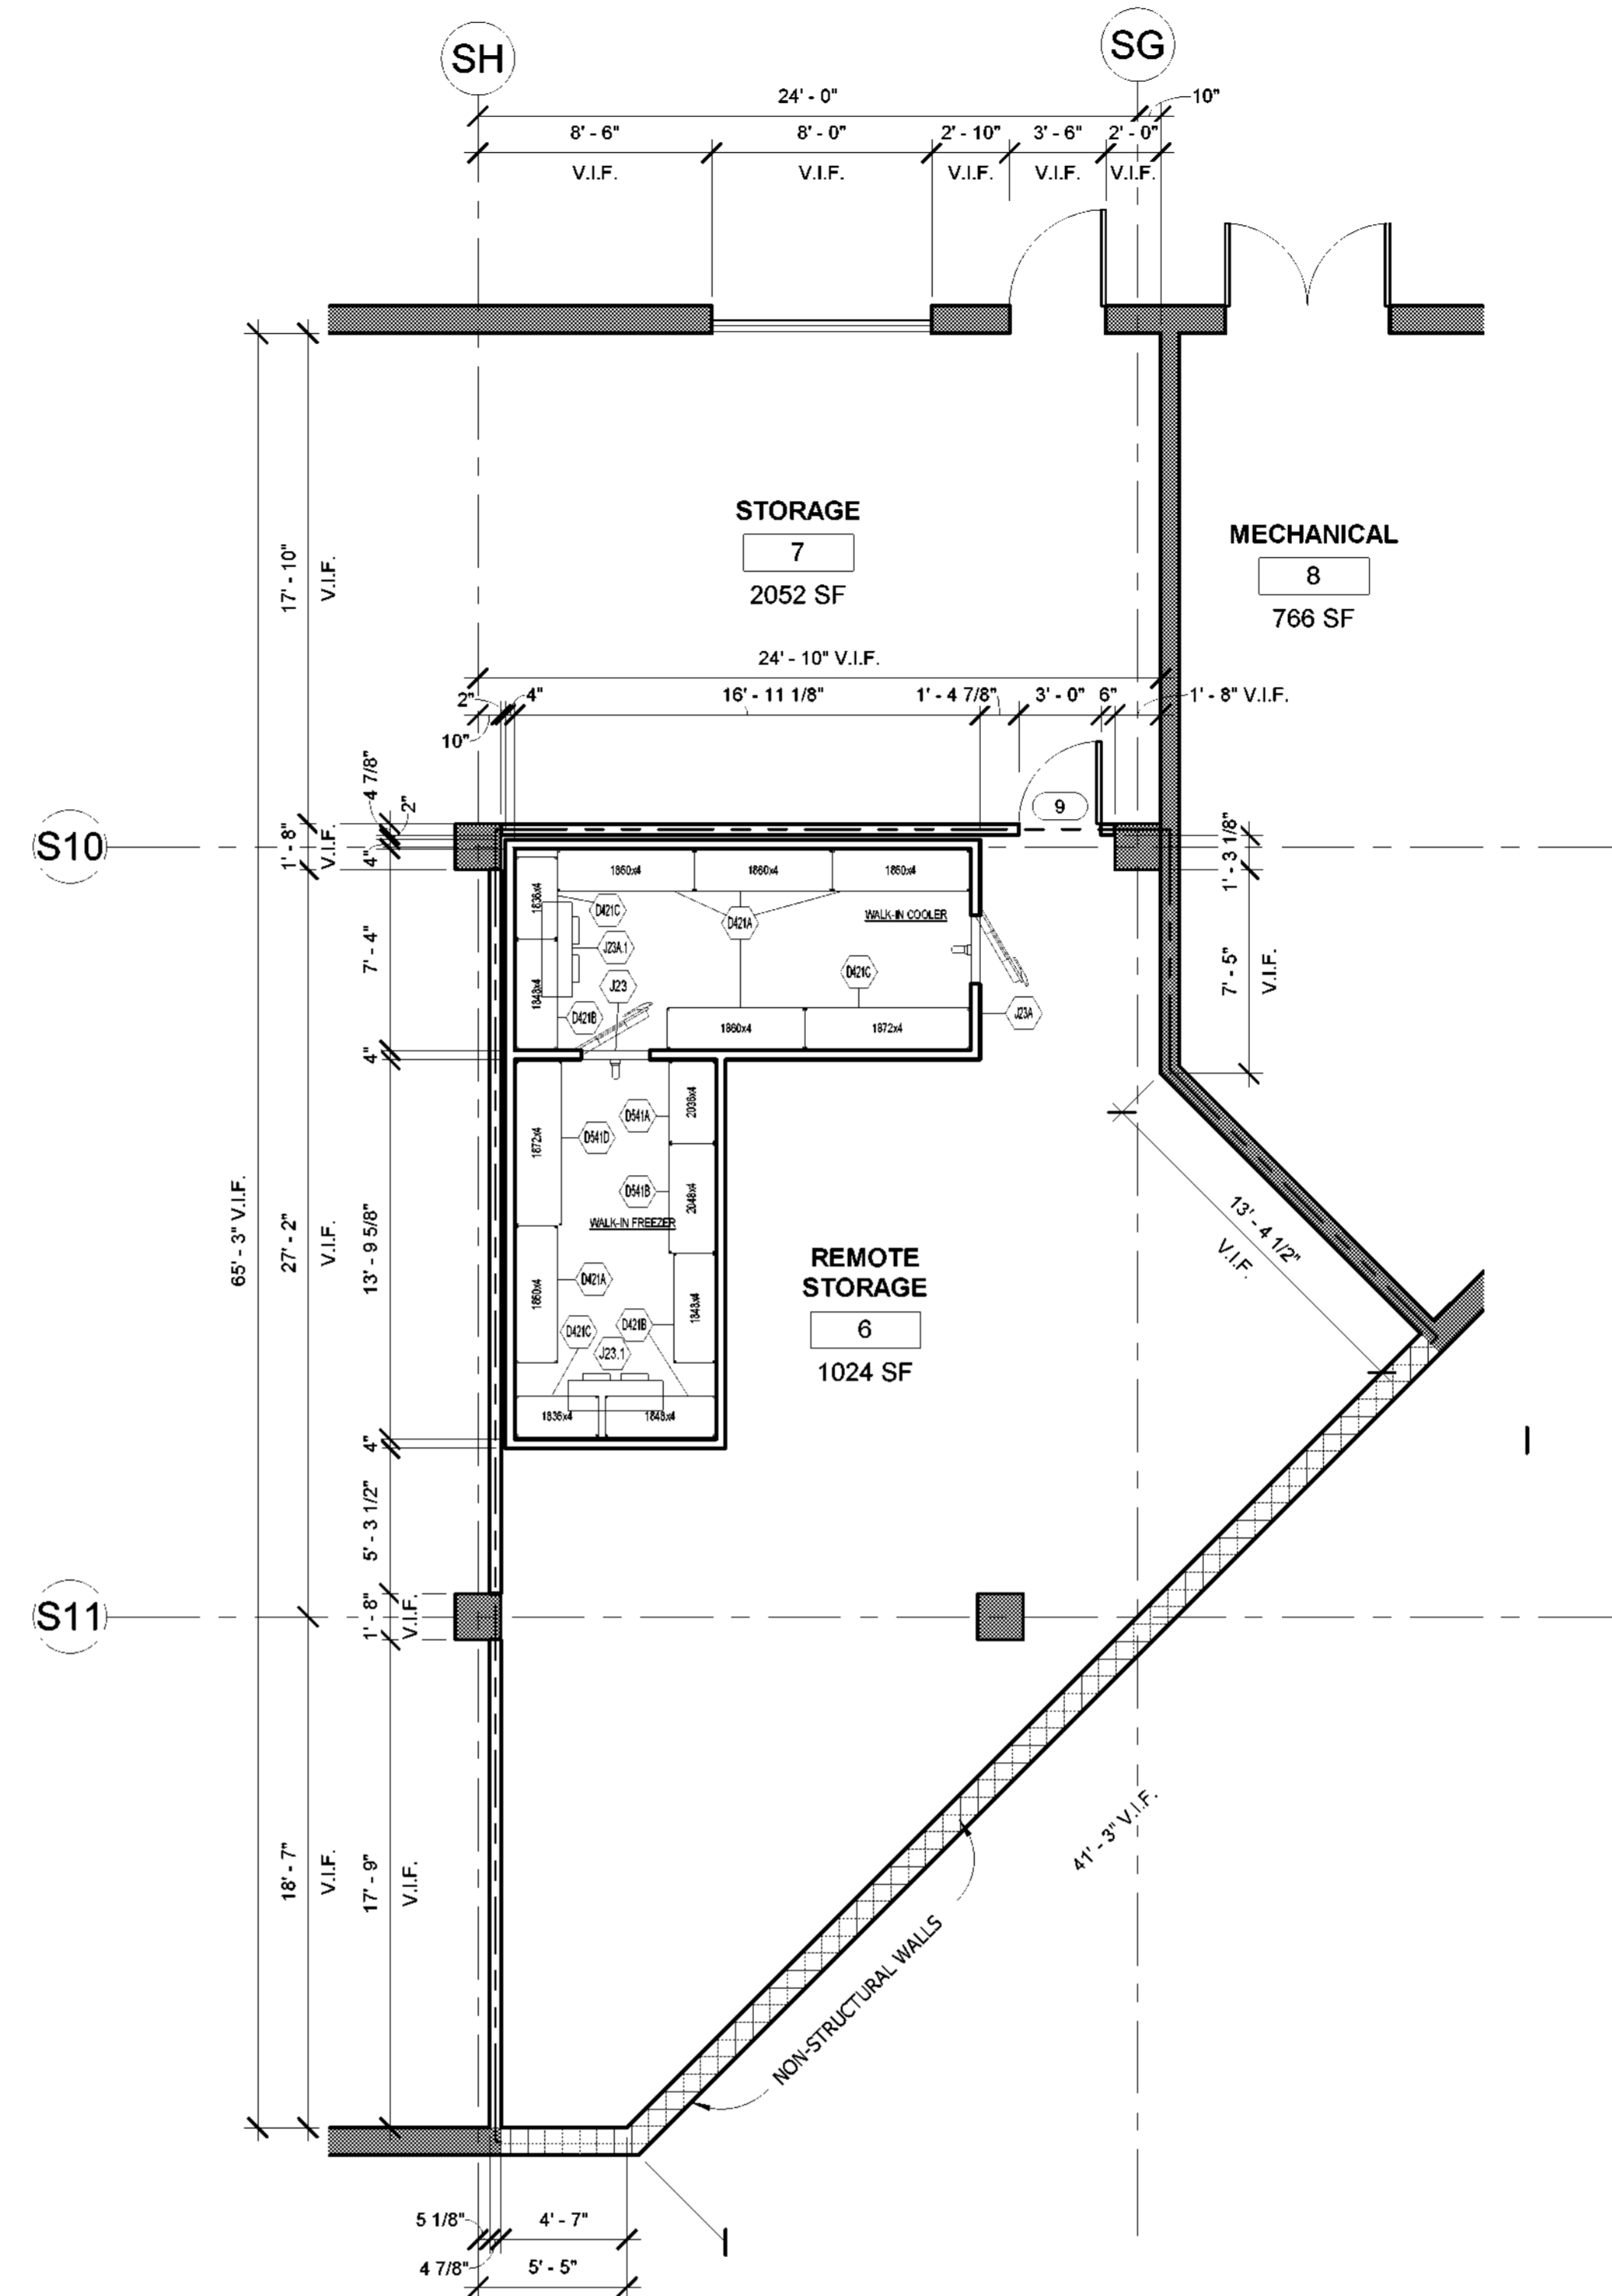 SH
SG
24' - 0"
10"
8' - 6"
8' - 0"
2' - 10"
3' - 6"
2' - 0"
V.I.F.
V.I.F.
V.I.F.
V.I.F.
V.I.F.
STORAGE
7
2052 SF
MECHANICAL
8
766 SF
17' - 10"
V.I.F.
24' - 10" V.I.F.
2"
4"
16' - 11 1/8"
1' - 4 7/8"
3' - 0"
6"
1' - 8" V.I.F.
10"
4 7/8"
2"
9
S10
1' - 8"
V.I.F.
4"
1' - 3 1/8"
1860x4
1860x4
1860x4
1836x4
D421C
D421A
WALK-IN COOLER
J23A.1
7' - 4"
7' - 5"
V.I.F.
J23
D421C
1848x4
D421B
J23A
1860x4
1872x4
4"
D541A
2036x4
1872x4
D541D
D541B
2048x4
WALK-IN FREEZER
65' - 3" V.I.F.
27' - 2"
V.I.F.
13' - 9 5/8"
13' - 4 1/2"
V.I.F.
REMOTE
STORAGE
6
1024 SF
1860x4
D421A
1848x4
D421C
D421B
J23.1
1836x4
1848x4
4"
5' - 3 1/2"
S11
1' - 8"
V.I.F.
41' - 3" V.I.F.
18' - 7"
V.I.F.
17' - 9"
V.I.F.
NON-STRUCTURAL WALLS
5 1/8"
4' - 7"
4 7/8"
5' - 5"